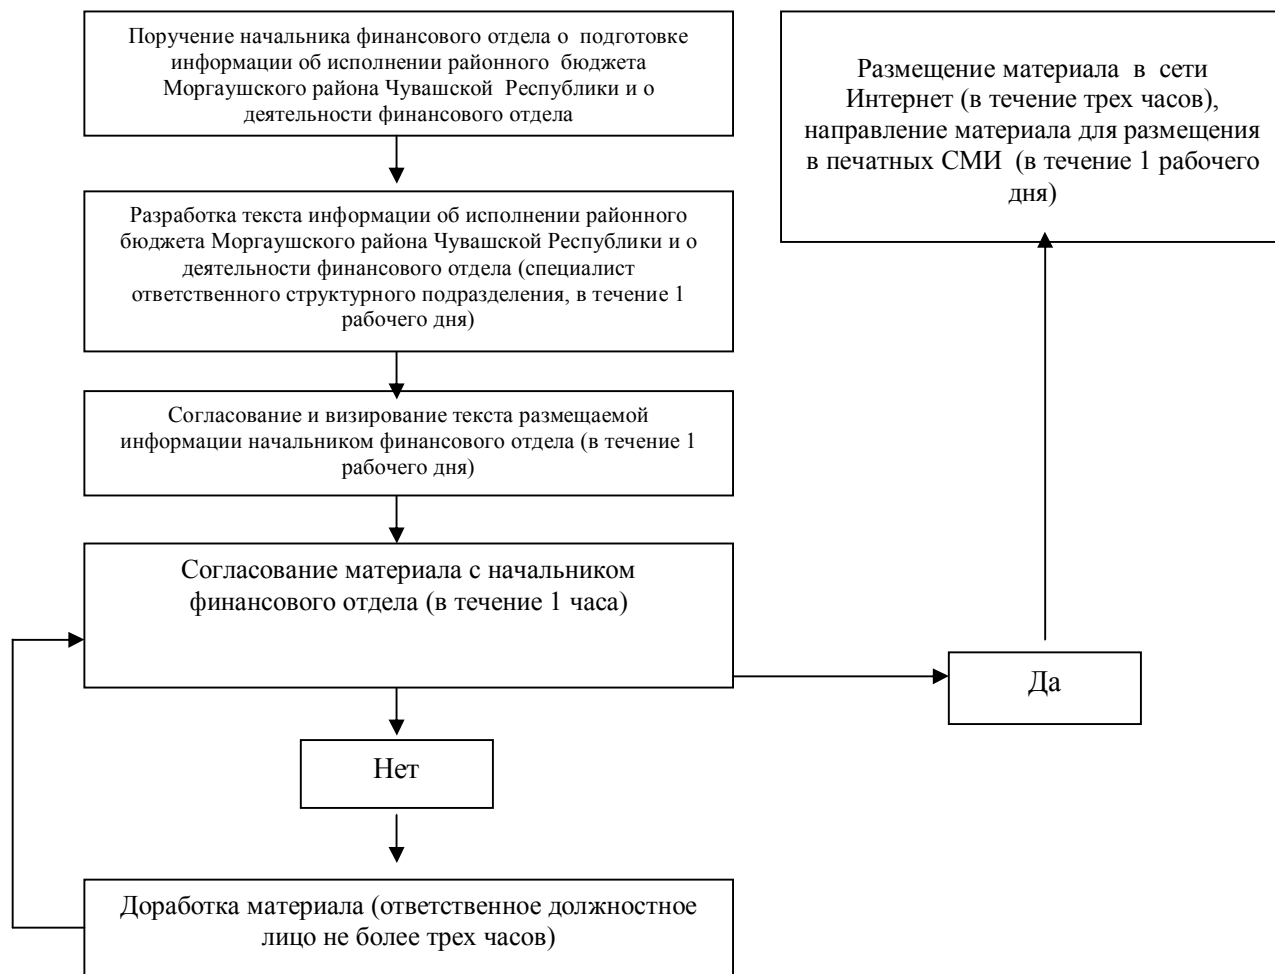 Поручение начальника финансового отдела о подготовке
информации об исполнении районного бюджета
Моргаушского района Чувашской Республики и о
деятельности финансового отдела
Разработка текста информации об исполнении районного
бюджета Моргаушского района Чувашской Республики и о
деятельности финансового отдела (специалист
ответственного структурного подразделения, в течение 1
рабочего дня)
Согласование и визирование текста размещаемой
информации начальником финансового отдела (в течение 1
рабочего дня)
Согласование материала с начальником
финансового отдела (в течение 1 часа)
Нет
Доработка материала (ответственное должностное
лицо не более трех часов)
Да
Размещение материала в сети
Интернет (в течение трех часов),
направление материала для размещения
в печатных СМИ (в течение 1 рабочего
дня)